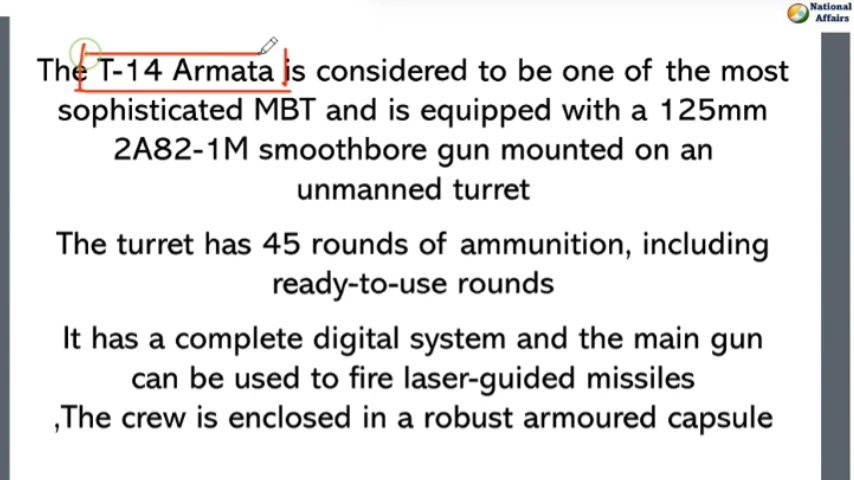 National
Affairs
The T-14 Armata is considered to be one of the most
sophisticated MBT and is equipped with a 125mm
2A82-1M smoothbore gun mounted on an
unmanned turret
The turret has 45 rounds of ammunition, including
ready-to-use rounds
It has a complete digital system and the main gun
can be used to fire laser-guided missiles
,The crew is enclosed in a robust armoured capsule